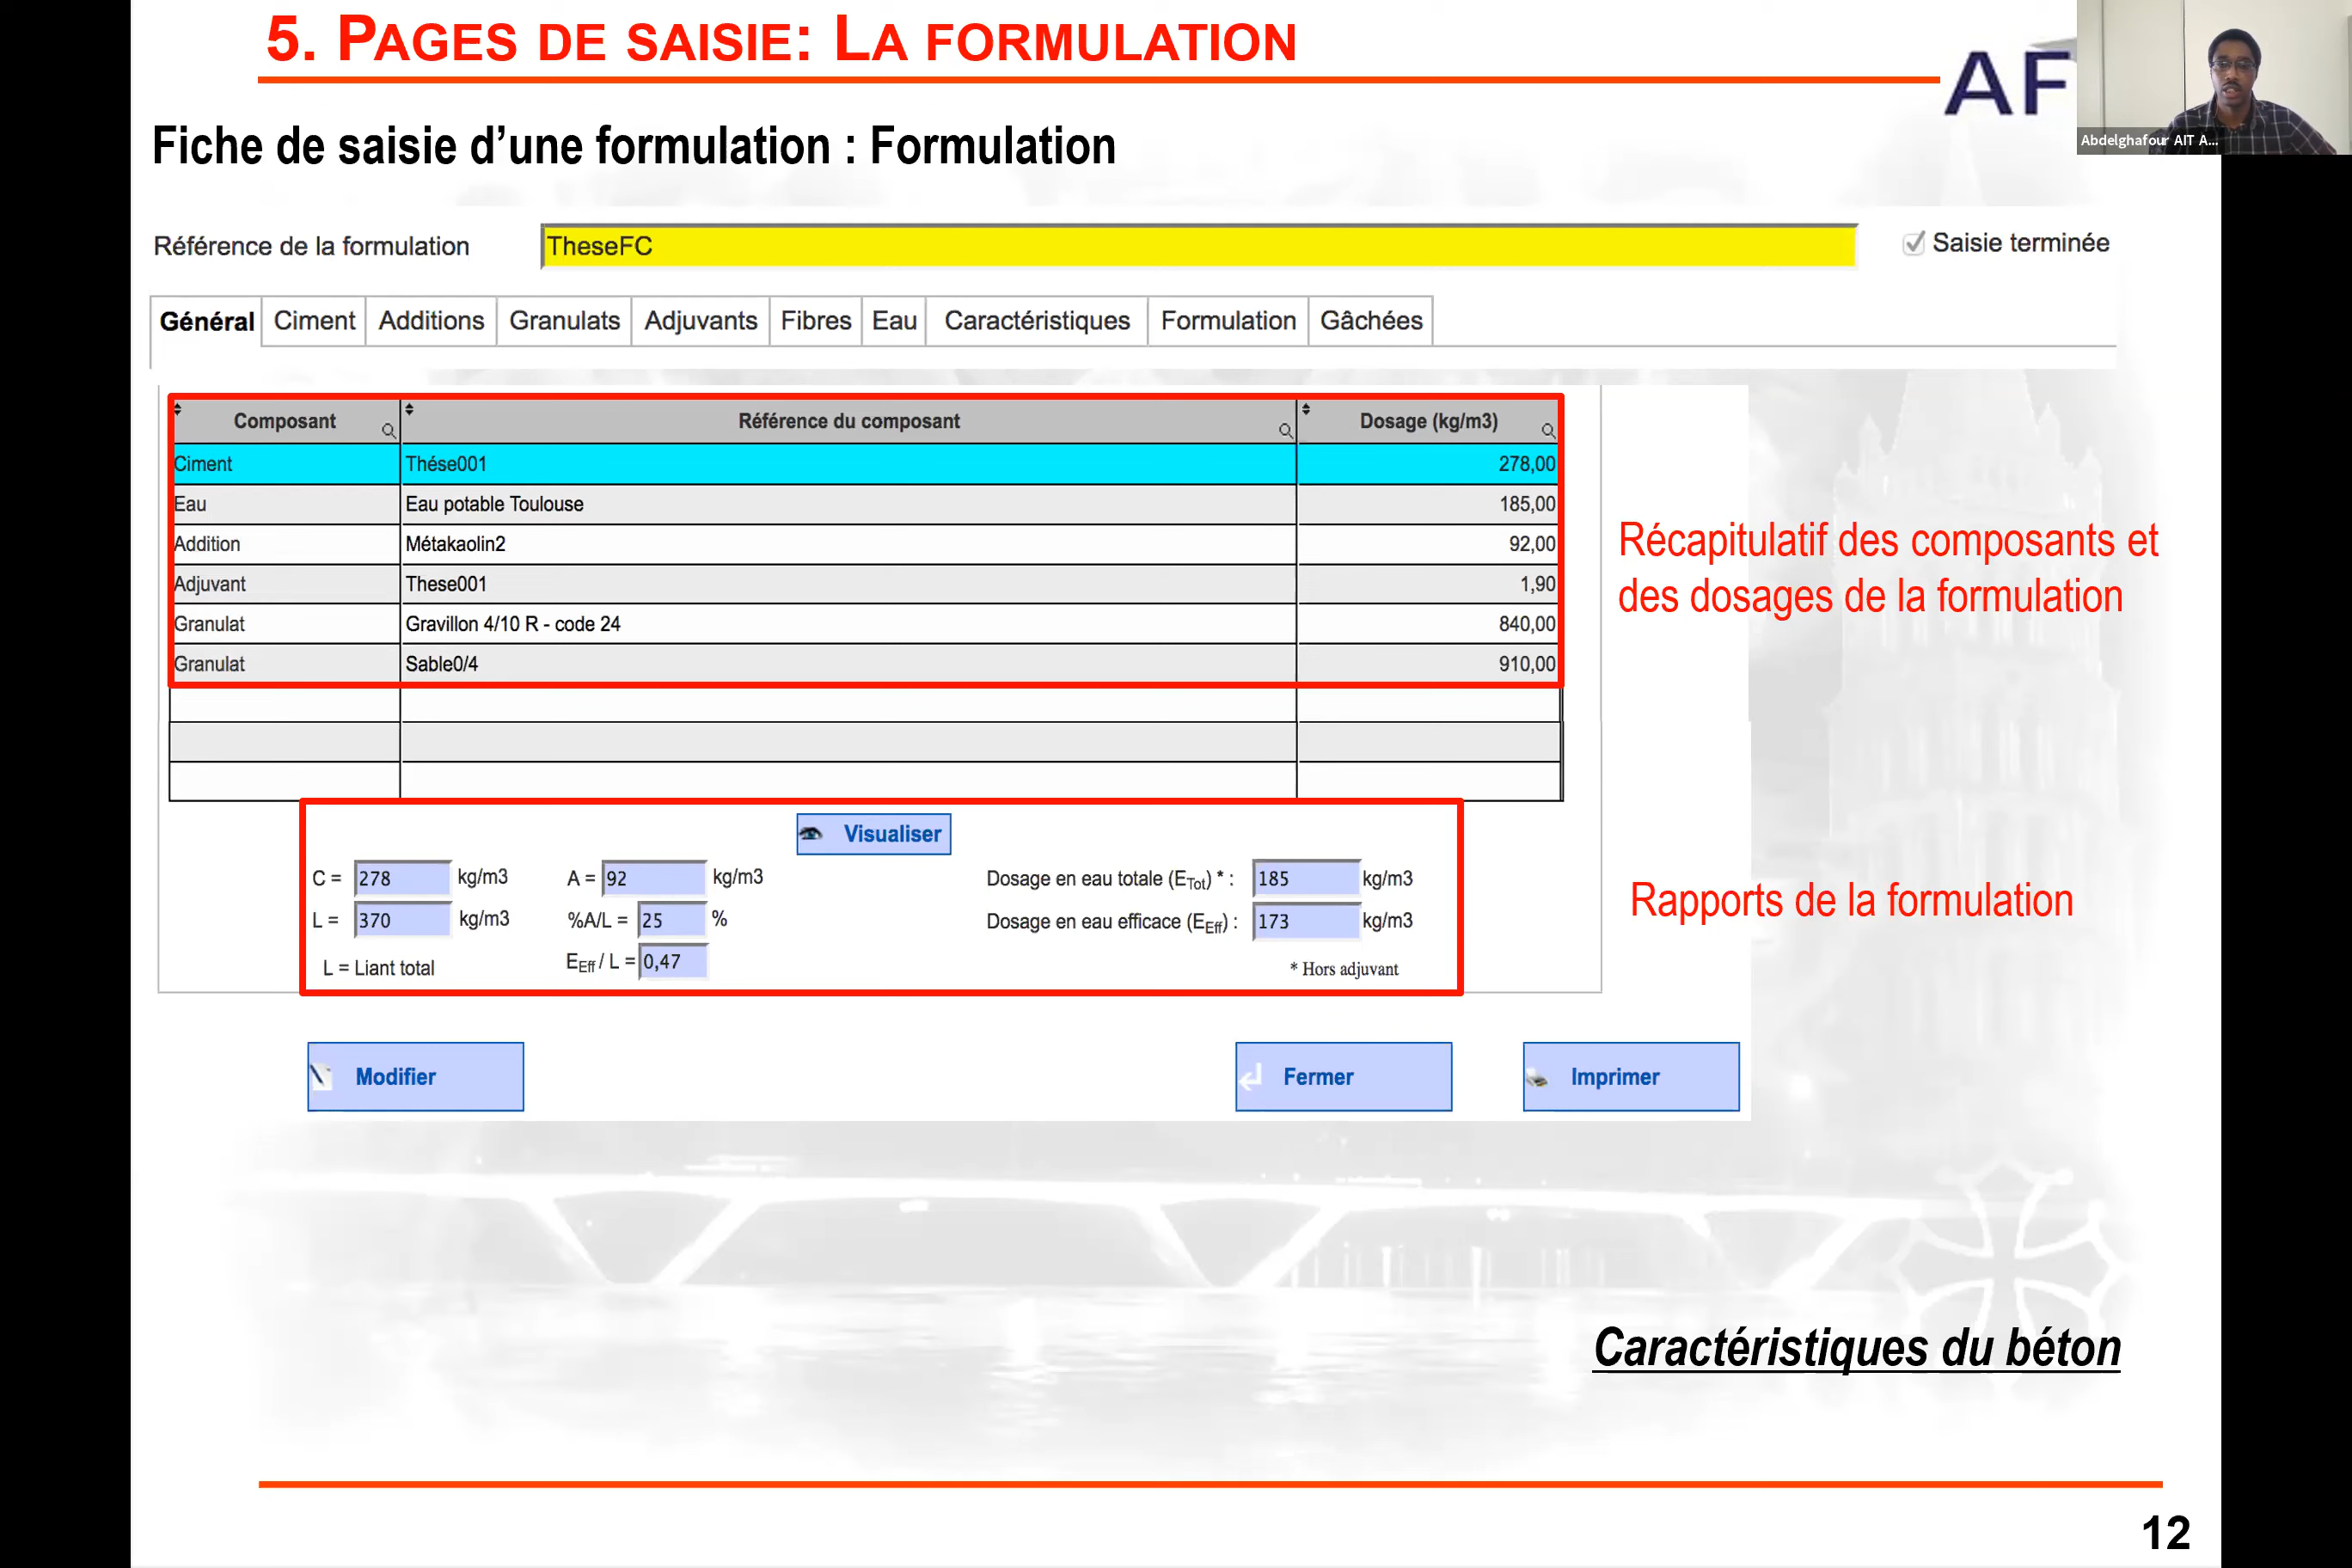 5. PAGES DE SAISIE: LA FORMULATION
AF
Abdelghafour AIT A...
Fiche de saisie d'une formulation : Formulation
Référence de la formulation TheseFC Saisie terminée
Général Ciment Additions Granulats Adjuvants Fibres Eau Caractéristiques Formulation Gâchées
Composant Référence du composant Dosage (kg/m3)
Ciment Thése001 278,00
Eau Eau potable Toulouse 185,00
Addition Métakaolin2 92,00
Adjuvant These001 1,90
Granulat Gravillon 4/10 R - code 24 840,00
Granulat Sable0/4 910,00
Récapitulatif des composants et
des dosages de la formulation
Visualiser
C = 278 kg/m3 A = 92 kg/m3 Dosage en eau totale (ETot) * : 185 kg/m3
L = 370 kg/m3 %A/L = 25 % Dosage en eau efficace (EEff) : 173 kg/m3
L = Liant total EEff / L = 0,47 * Hors adjuvant
Rapports de la formulation
Modifier Fermer Imprimer
Caractéristiques du béton
12